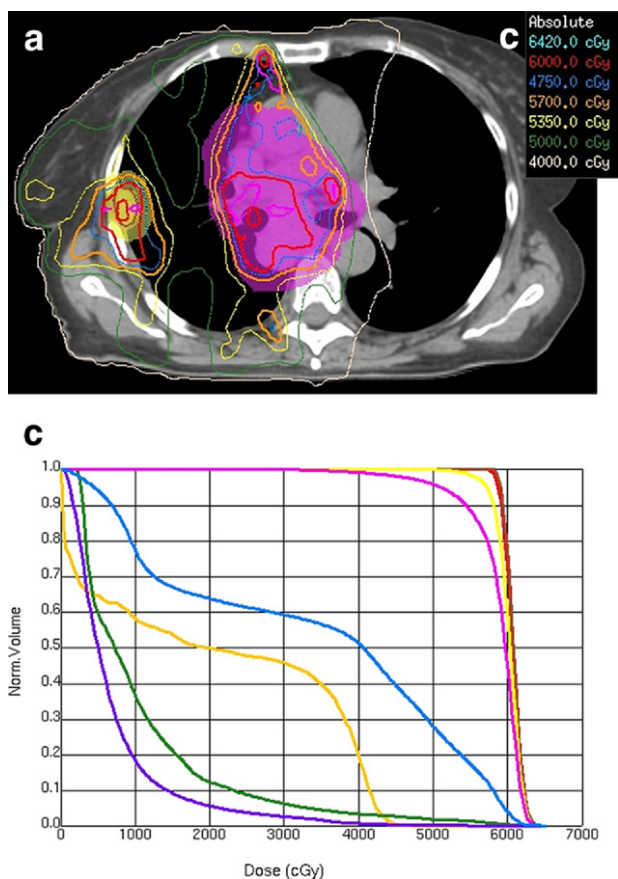 a
c
Absolute
6420.0 cGy
6000.0 cGy
4750.0 cGy
5700.0 cGy
5350.0 cGy
5000.0 cGy
4000.0 cGy
c
1.0
0.9
0.8
0.7
0.6
0.5
0.4
0.3
0.2
0.1
0.0
Norm.Volume
0 1000 2000 3000 4000 5000 6000 7000
Dose (cGy)